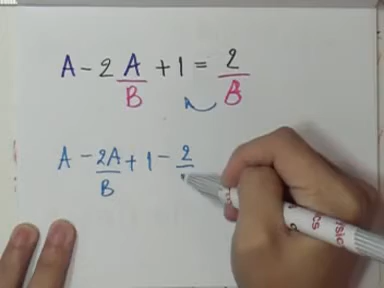 A - 2 A/B + 1 = 2/B
A - 2A/B + 1 - 2/